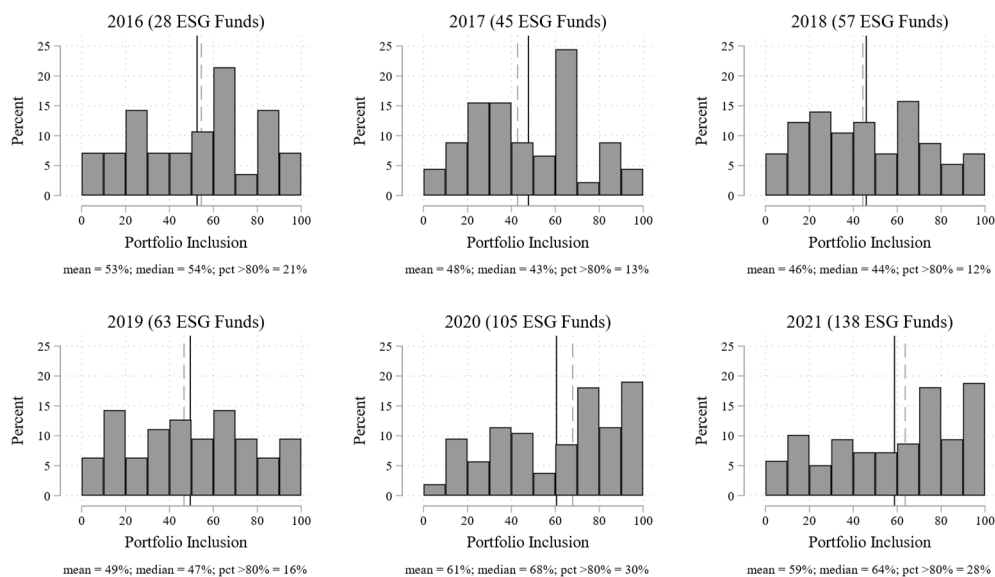 2016 (28 ESG Funds)
25
20
15
10
5
0
Percent
0 20 40 60 80 100
Portfolio Inclusion
mean = 53%; median = 54%; pct >80% = 21%
2017 (45 ESG Funds)
25
20
15
10
5
0
Percent
0 20 40 60 80 100
Portfolio Inclusion
mean = 48%; median = 43%; pct >80% = 13%
2018 (57 ESG Funds)
25
20
15
10
5
0
Percent
0 20 40 60 80 100
Portfolio Inclusion
mean = 46%; median = 44%; pct >80% = 12%
2019 (63 ESG Funds)
25
20
15
10
5
0
Percent
0 20 40 60 80 100
Portfolio Inclusion
mean = 49%; median = 47%; pct >80% = 16%
2020 (105 ESG Funds)
25
20
15
10
5
0
Percent
0 20 40 60 80 100
Portfolio Inclusion
mean = 61%; median = 68%; pct >80% = 30%
2021 (138 ESG Funds)
25
20
15
10
5
0
Percent
0 20 40 60 80 100
Portfolio Inclusion
mean = 59%; median = 64%; pct >80% = 28%